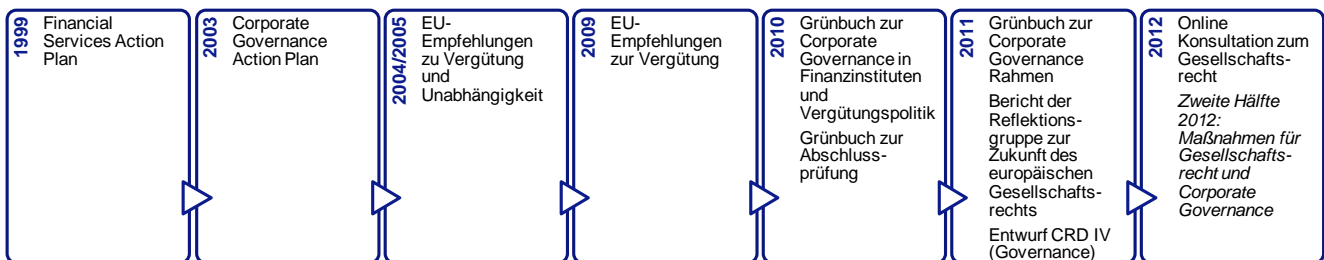 1999
Financial
Services Action
Plan
2003
Corporate
Governance
Action Plan
2004/2005
EU-
Empfehlungen
zu Vergütung
und
Unabhängigkeit
2009
EU-
Empfehlungen
zur Vergütung
2010
Grünbuch zur
Corporate
Governance in
Finanzinstituten
und
Vergütungspolitik
Grünbuch zur
Abschluss-
prüfung
2011
Grünbuch zur
Corporate
Governance
Rahmen
Bericht der
Reflektions-
gruppe zur
Zukunft des
europäischen
Gesellschafts-
rechts
Entwurf CRD IV
(Governance)
2012
Online
Konsultation zum
Gesellschafts-
recht
Zweite Hälfte
2012:
Maßnahmen für
Gesellschafts-
recht und
Corporate
Governance